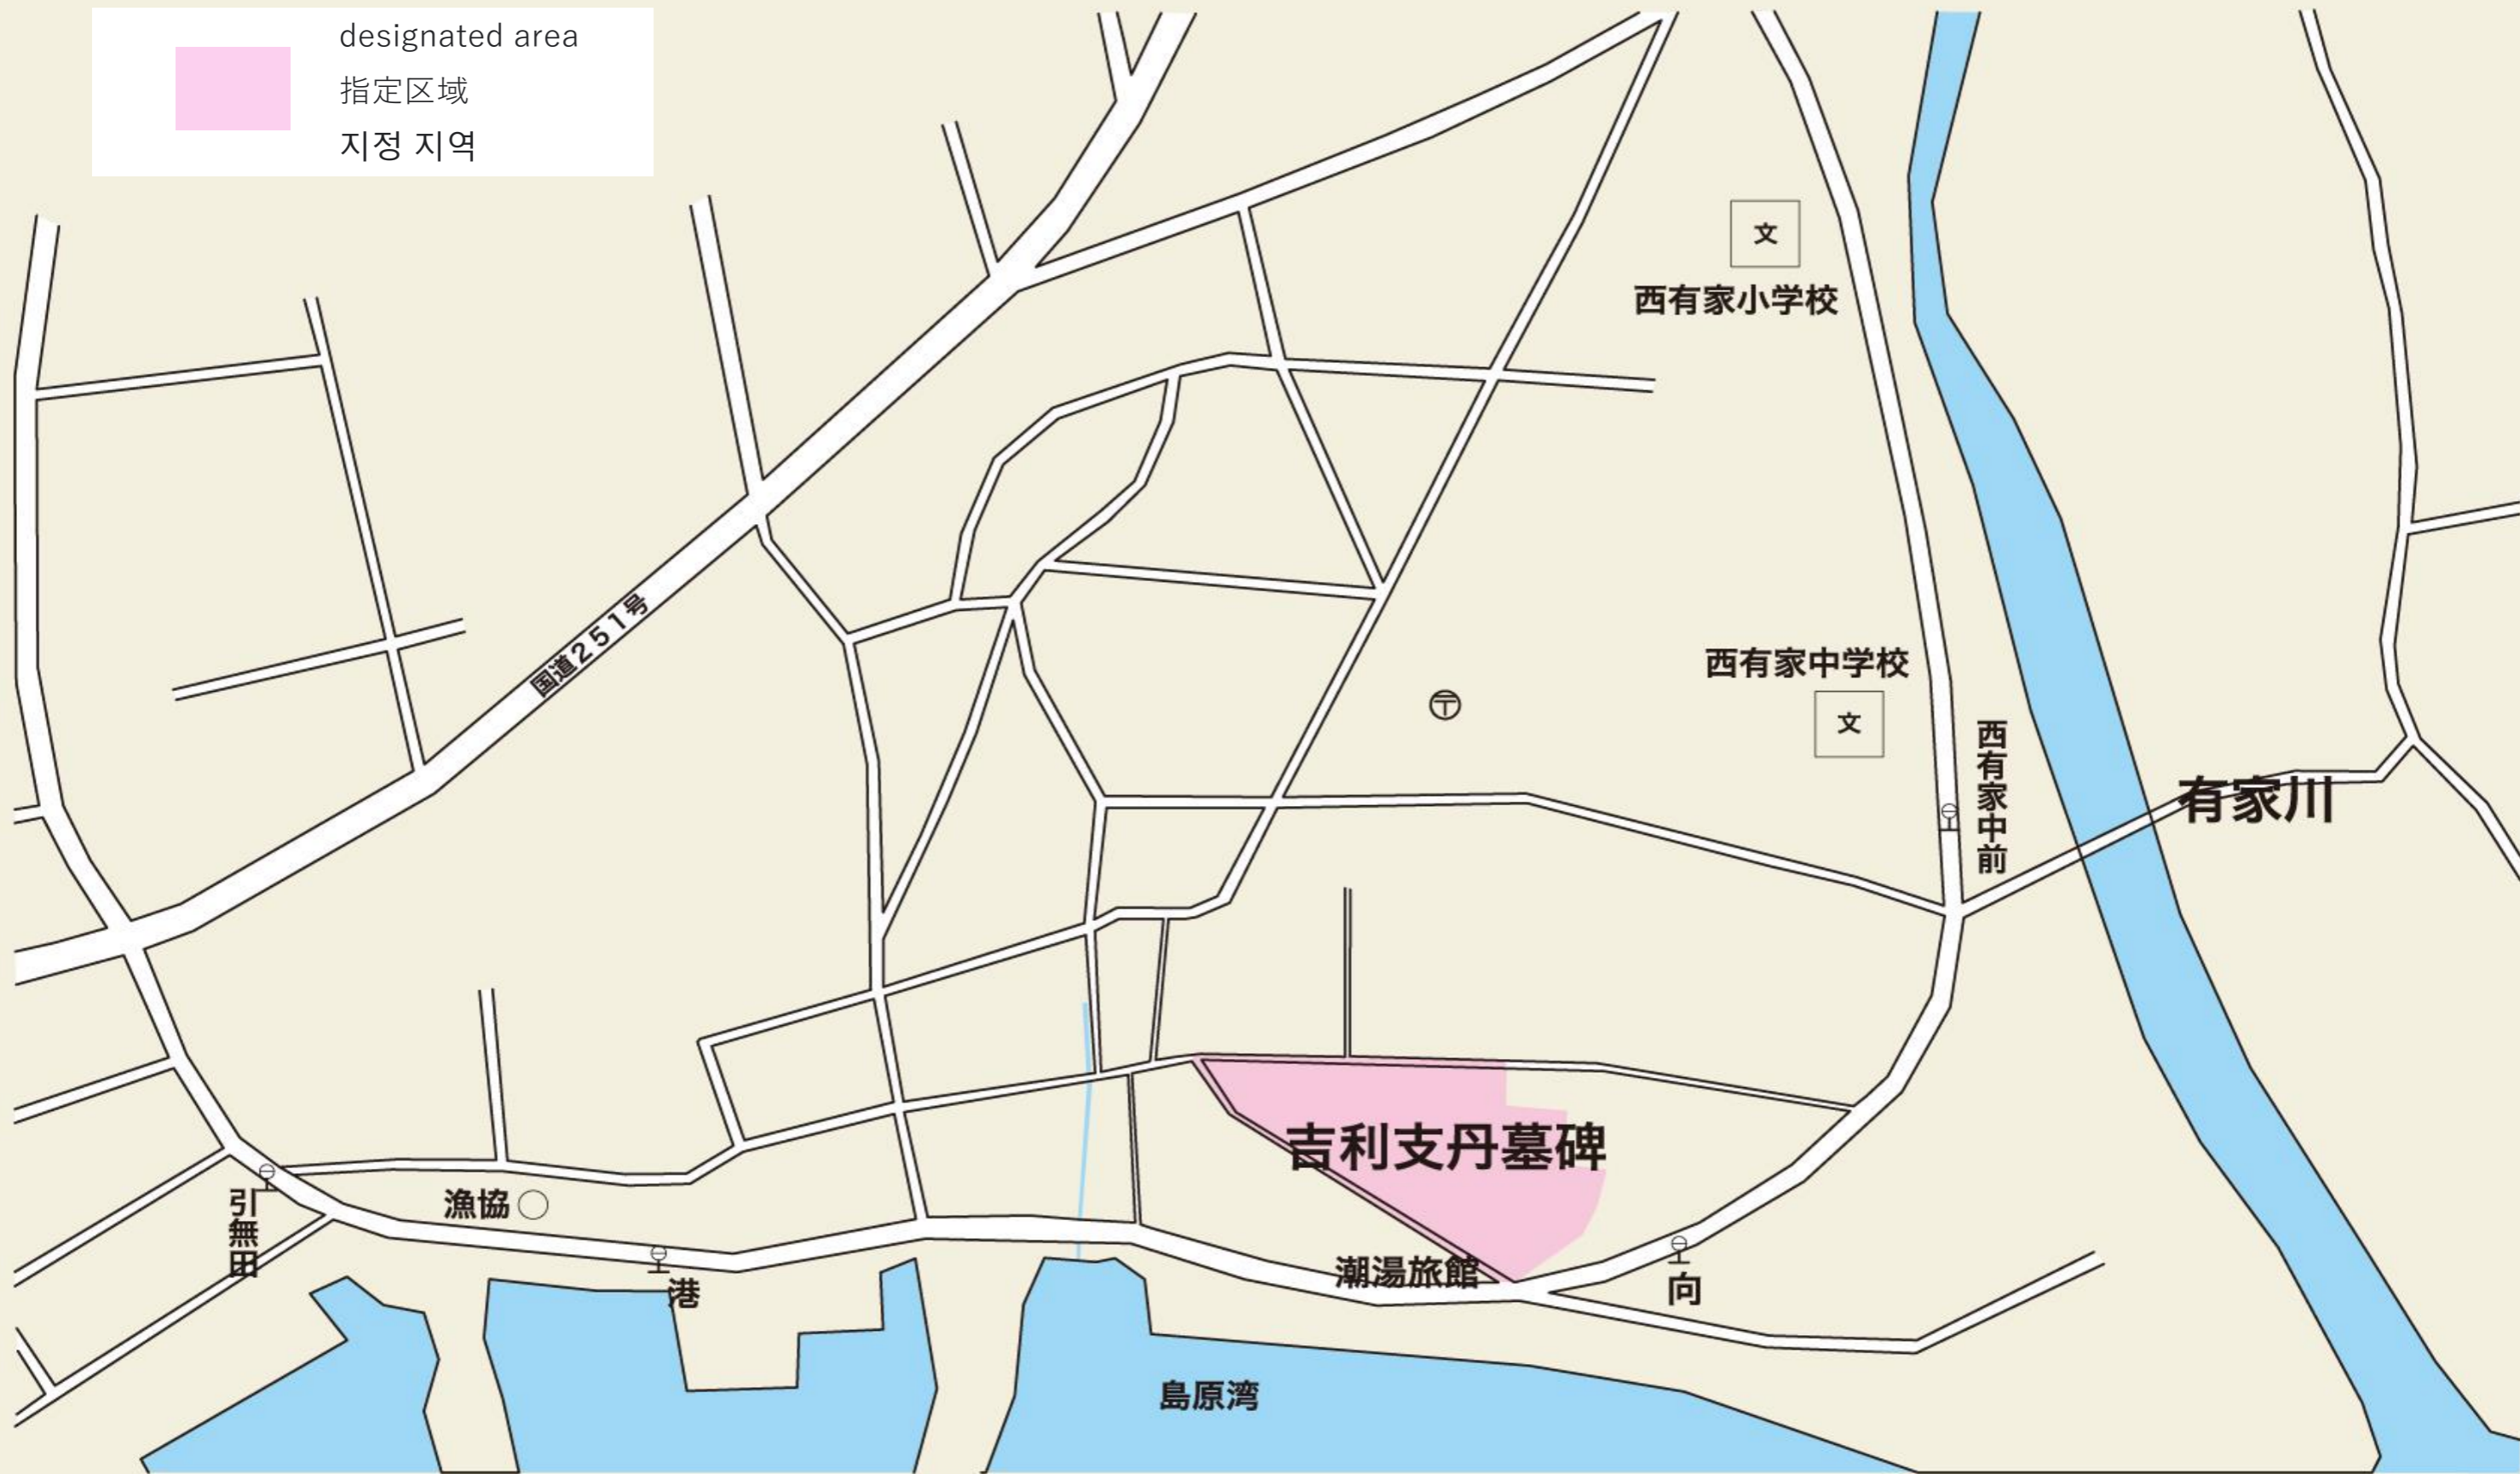 designated area
指定区域
지정 지역
文
西有家小学校
国道251号
西有家中学校
文
西有家中前
有家川
吉利支丹墓碑
引無田
漁協
港
潮湯旅館
向
島原湾